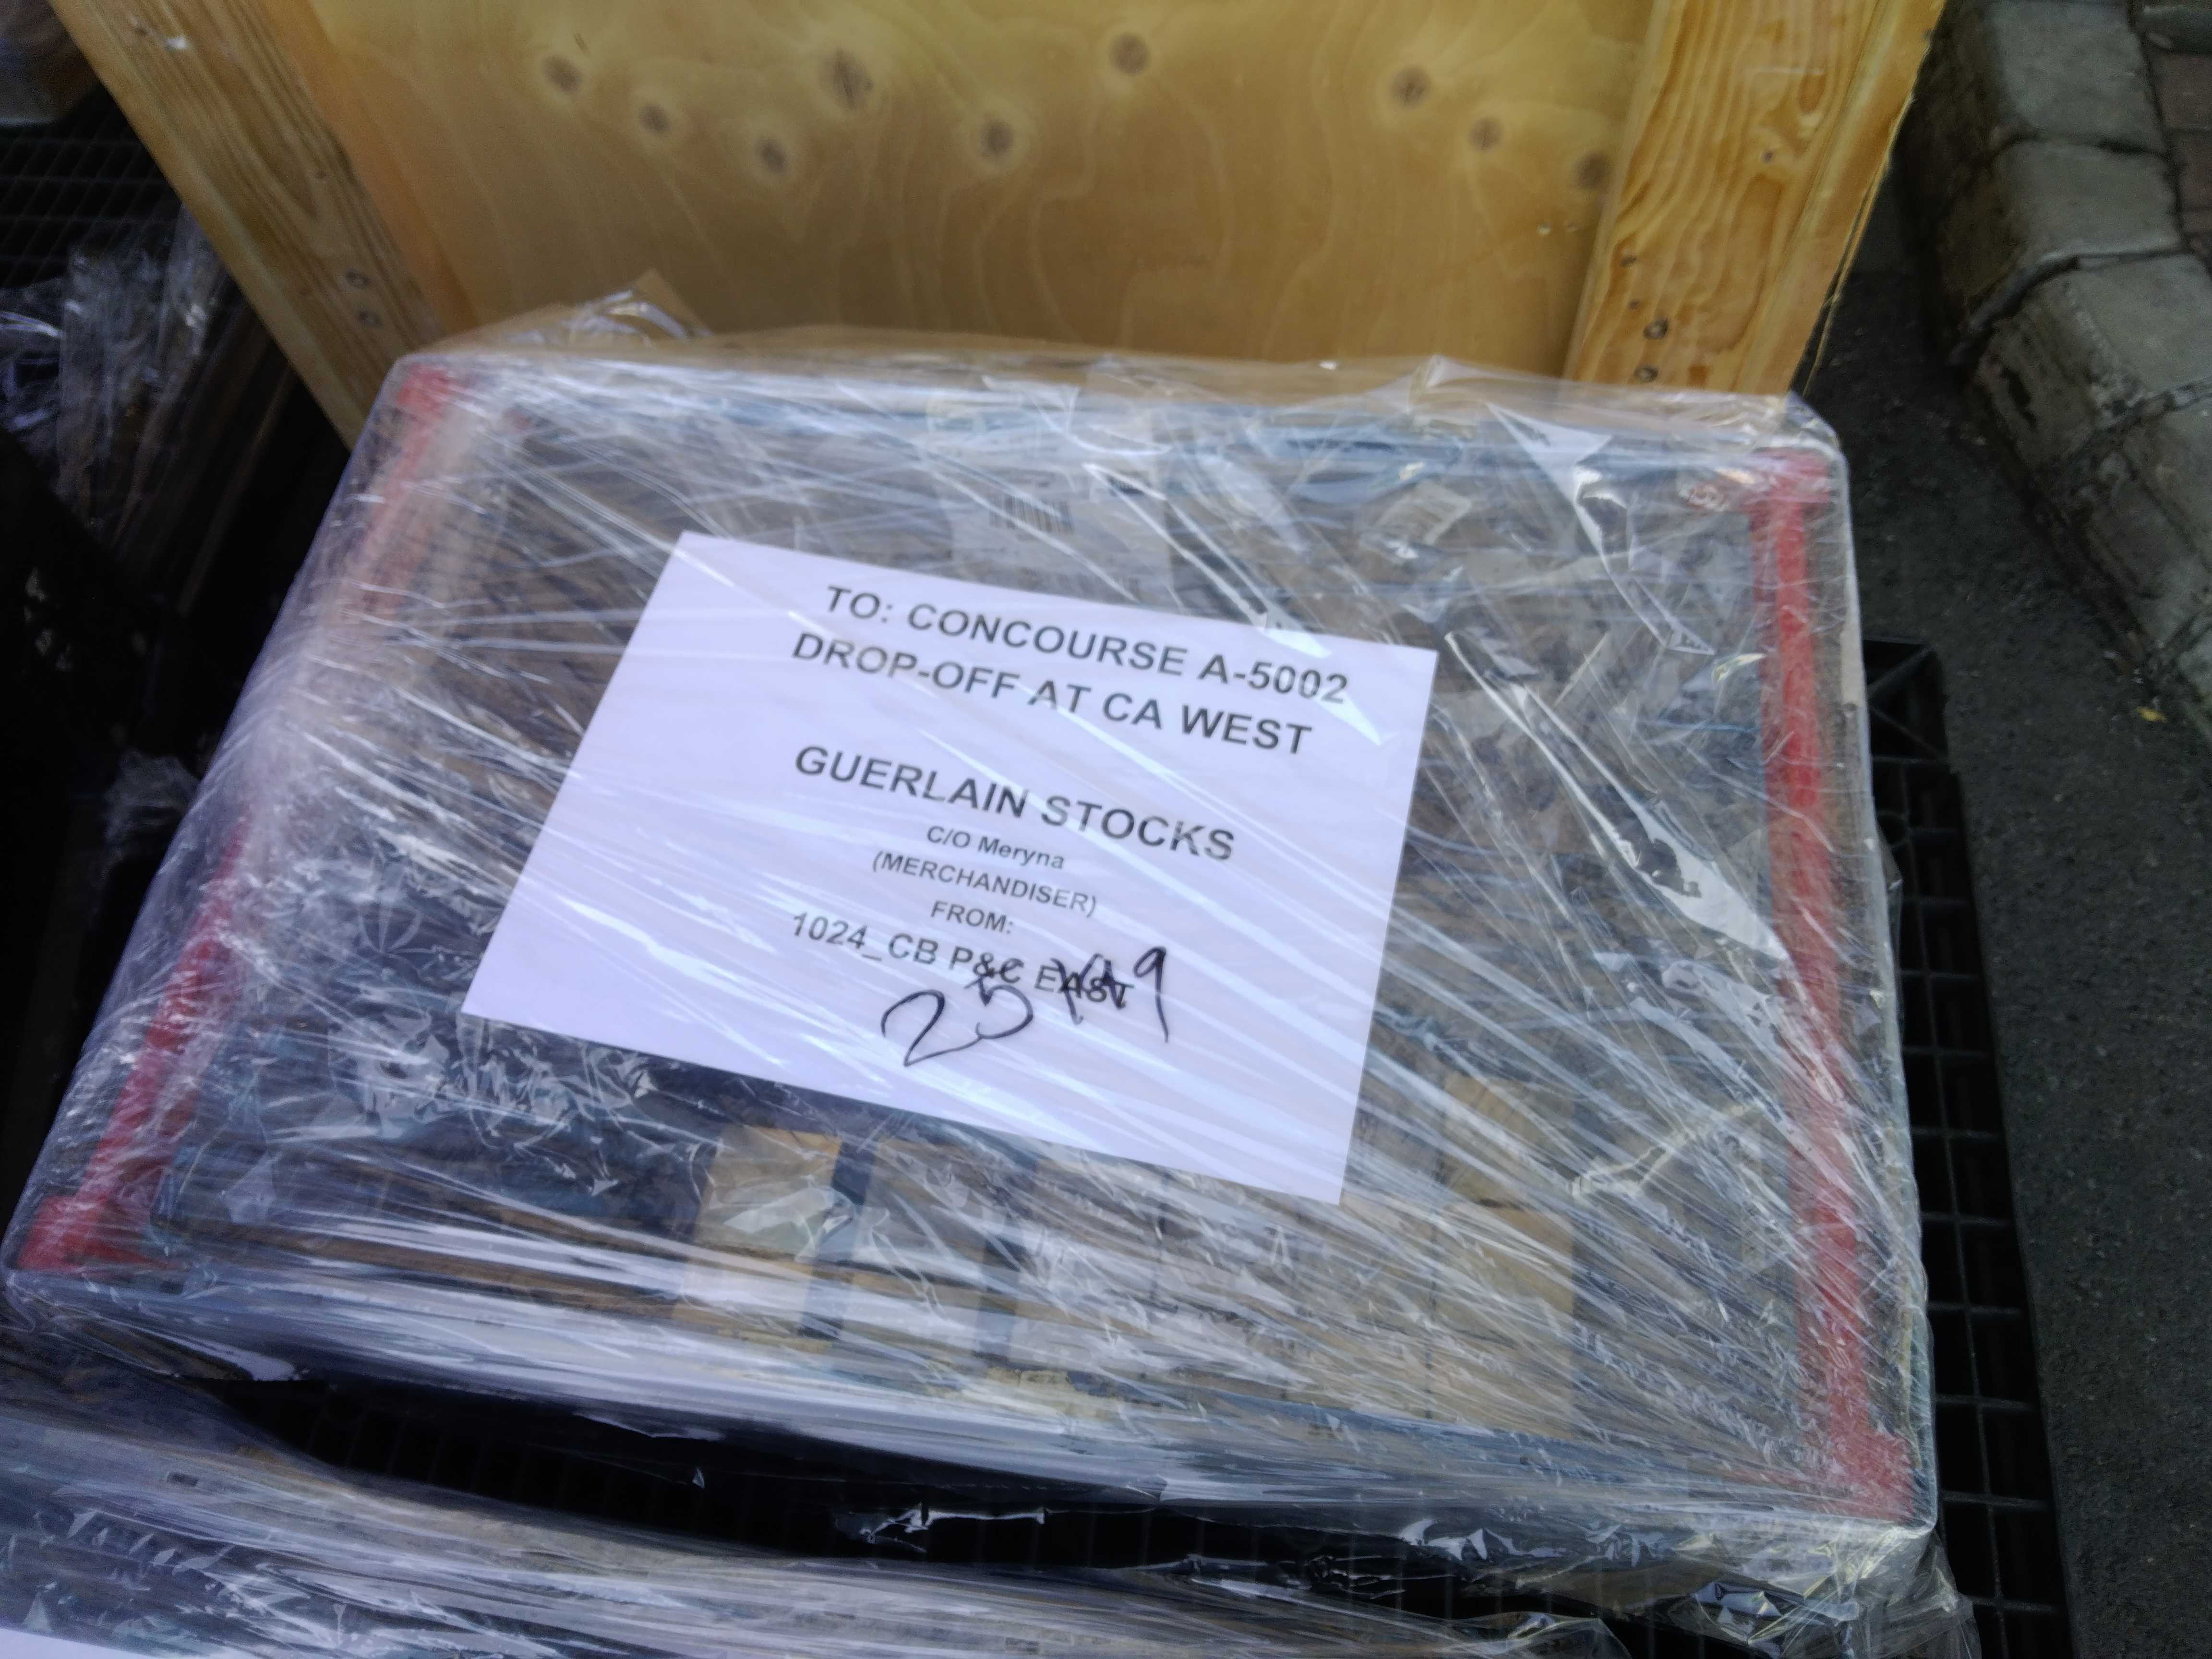 TO: CONCOURSE A-5002
DROP-OFF AT CA WEST
GUERLAIN STOCKS
C/O Meryna
(MERCHANDISER)
FROM:
1024_CB P&C EAST